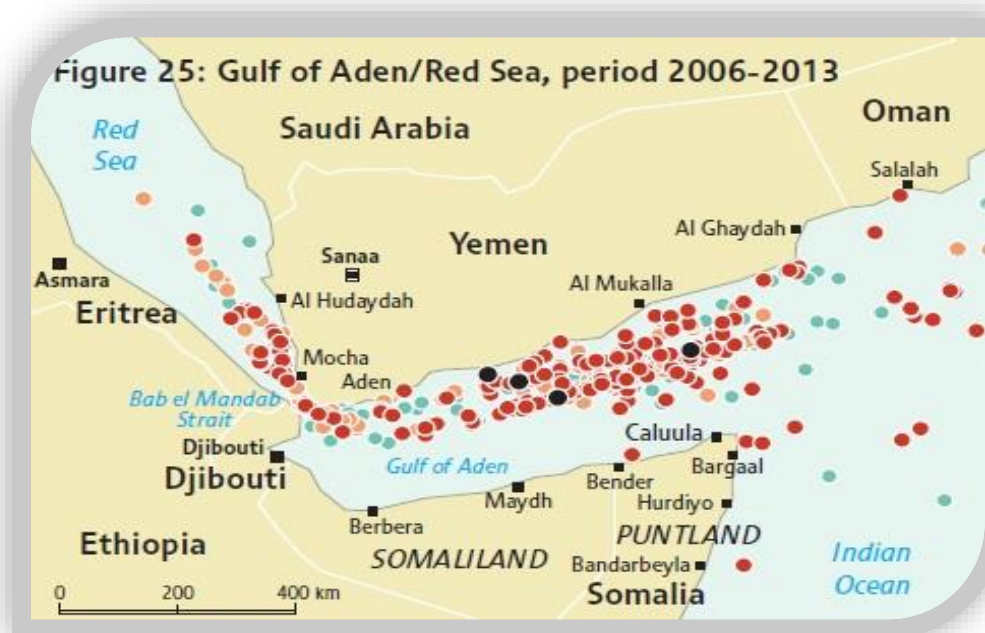 Figure 25: Gulf of Aden/Red Sea, period 2006-2013
Red
Sea
Saudi Arabia
Oman
Salalah
Sanaa
Yemen
Al Ghaydah
Asmara
Al Mukalla
Eritrea
Al Hudaydah
Mocha
Aden
Bab el Mandab
Strait
Djibouti
Djibouti
Gulf of Aden
Caluula
Bargaal
Bender
Maydh
Hurdiyo
Berbera
PUNTLAND
Ethiopia
SOMALILAND
Bandarbeyla
Indian
Ocean
Somalia
0 200 400 km